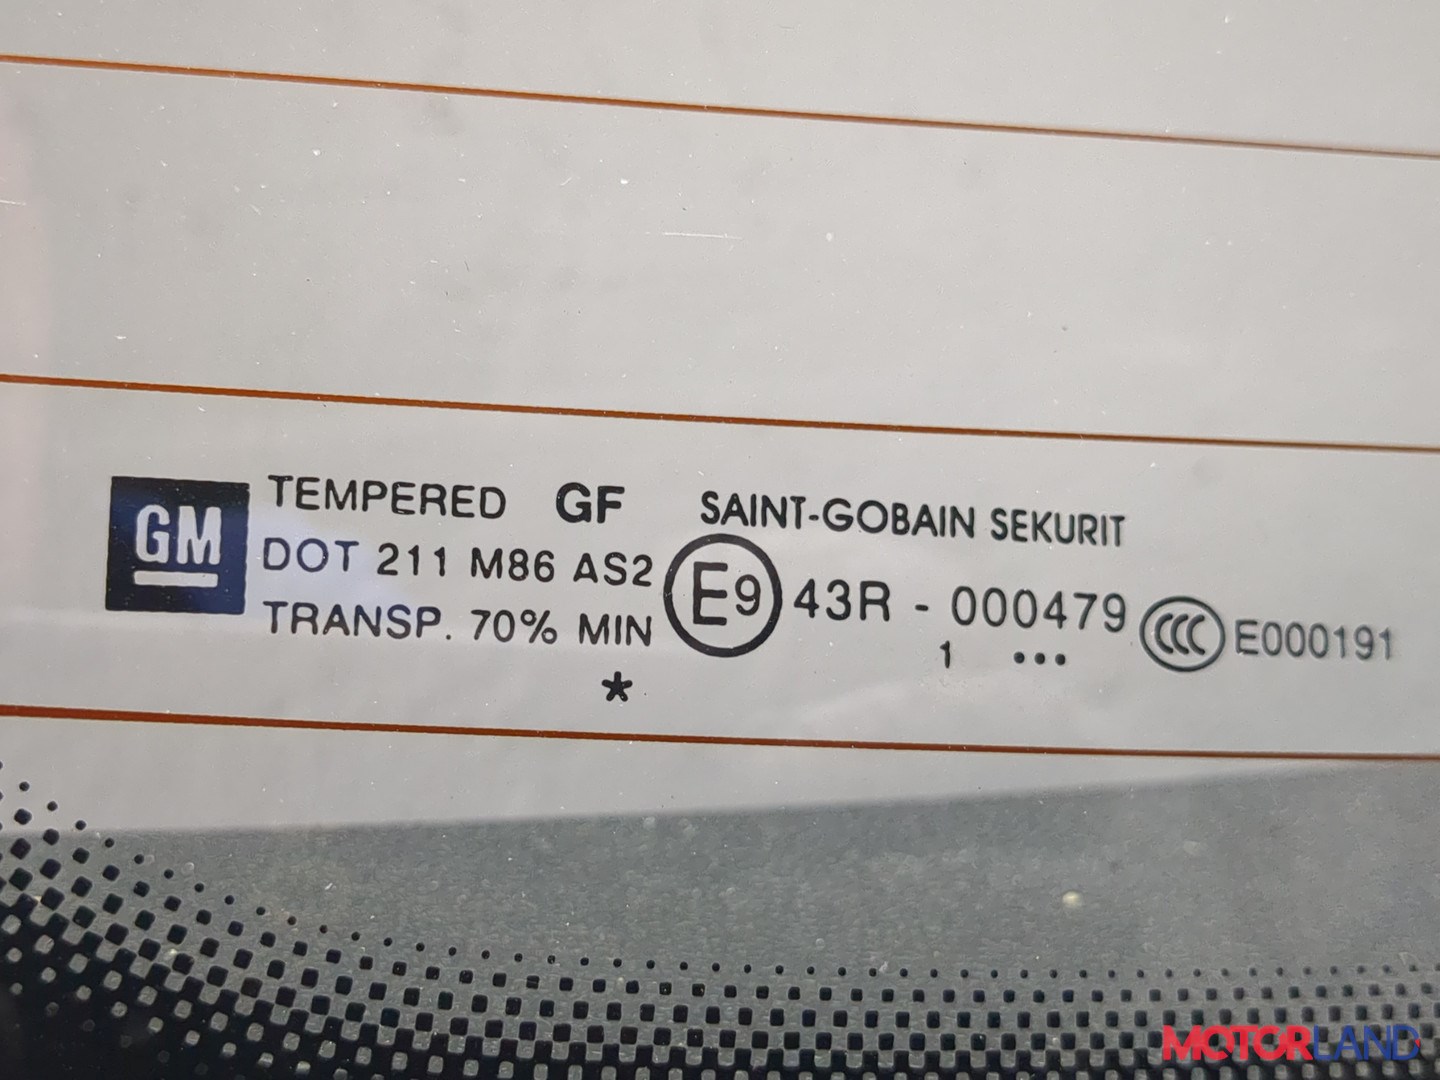 GM
TEMPERED GF SAINT-GOBAIN SEKURIT
DOT 211 M86 AS2 E9 43R - 000479 CCC E000191
TRANSP. 70% MIN 1 •••
*
MOTORLAND